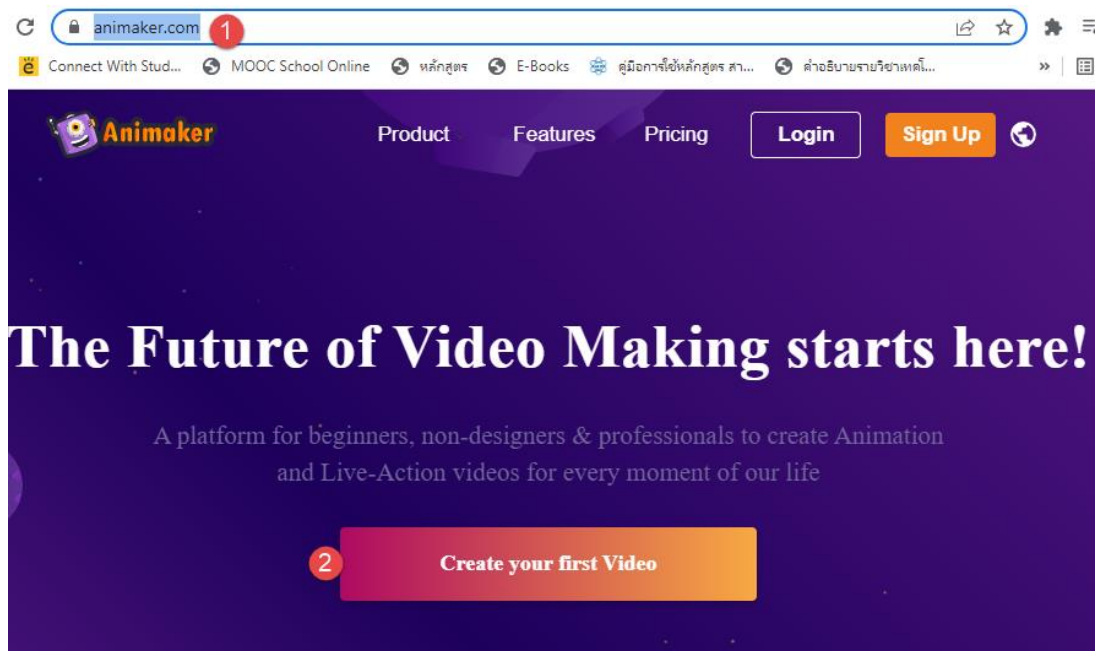 animaker.com 1
Connect With Stud... MOOC School Online หลักสูตร E-Books คู่มือการใช้หลักสูตร สา... คำอธิบายรายวิชาเทคโ... »
Animaker Product Features Pricing Login Sign Up
The Future of Video Making starts here!
A platform for beginners, non-designers & professionals to create Animation
and Live-Action videos for every moment of our life
2 Create your first Video